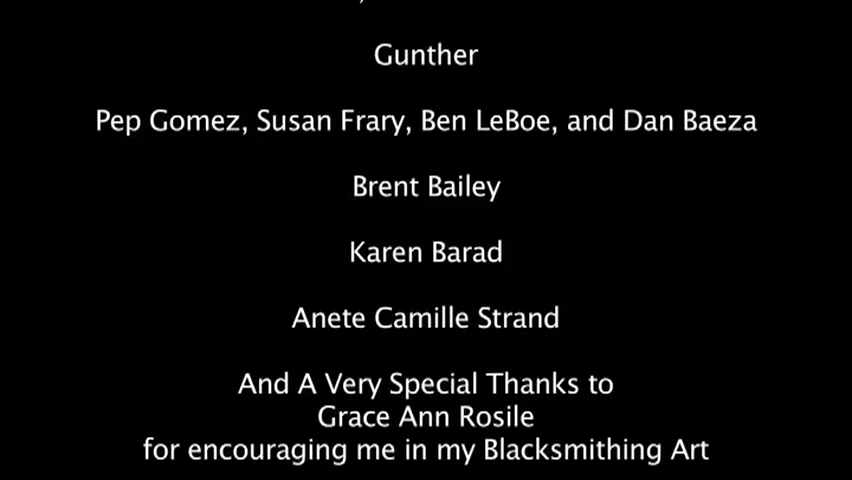 Gunther
Pep Gomez, Susan Frary, Ben LeBoe, and Dan Baeza
Brent Bailey
Karen Barad
Anete Camille Strand
And A Very Special Thanks to
Grace Ann Rosile
for encouraging me in my Blacksmithing Art